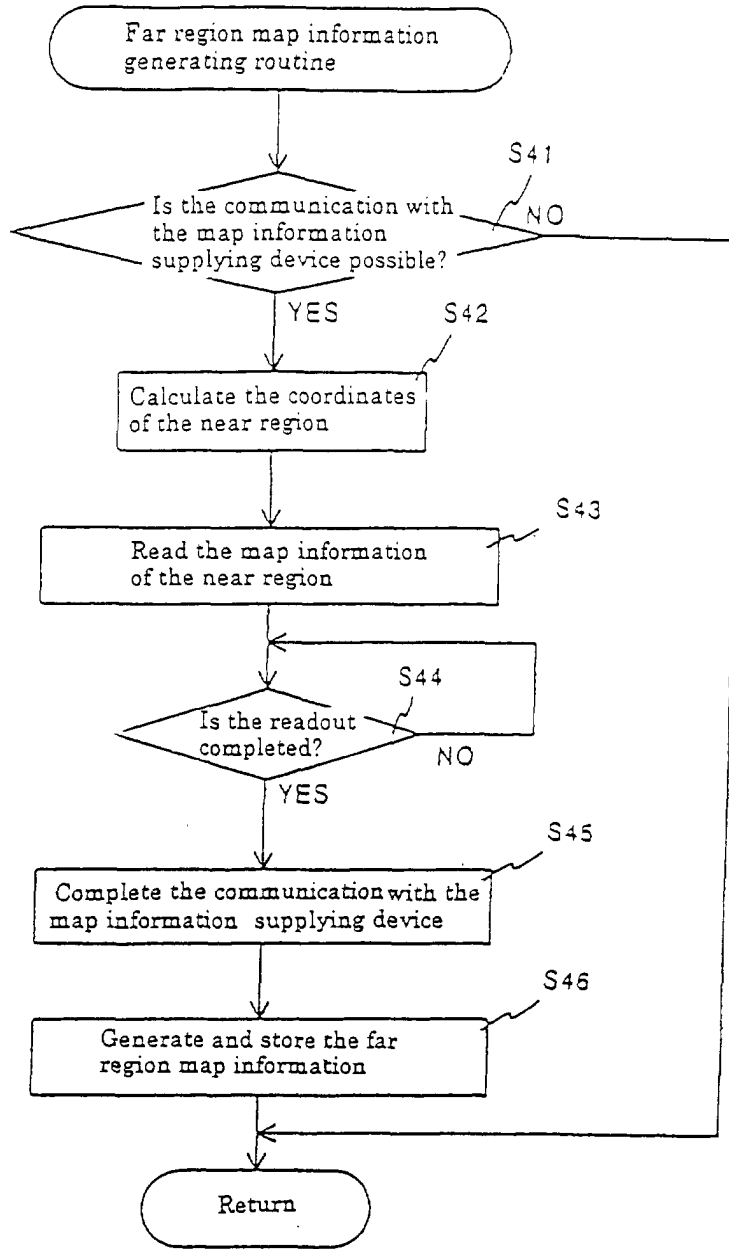 Far region map information
generating routine
S41
Is the communication with
the map information
supplying device possible?
NO
YES
S42
Calculate the coordinates
of the near region
S43
Read the map information
of the near region
S44
Is the readout
completed?
NO
YES
S45
Complete the communication with the
map information supplying device
S46
Generate and store the far
region map information
Return